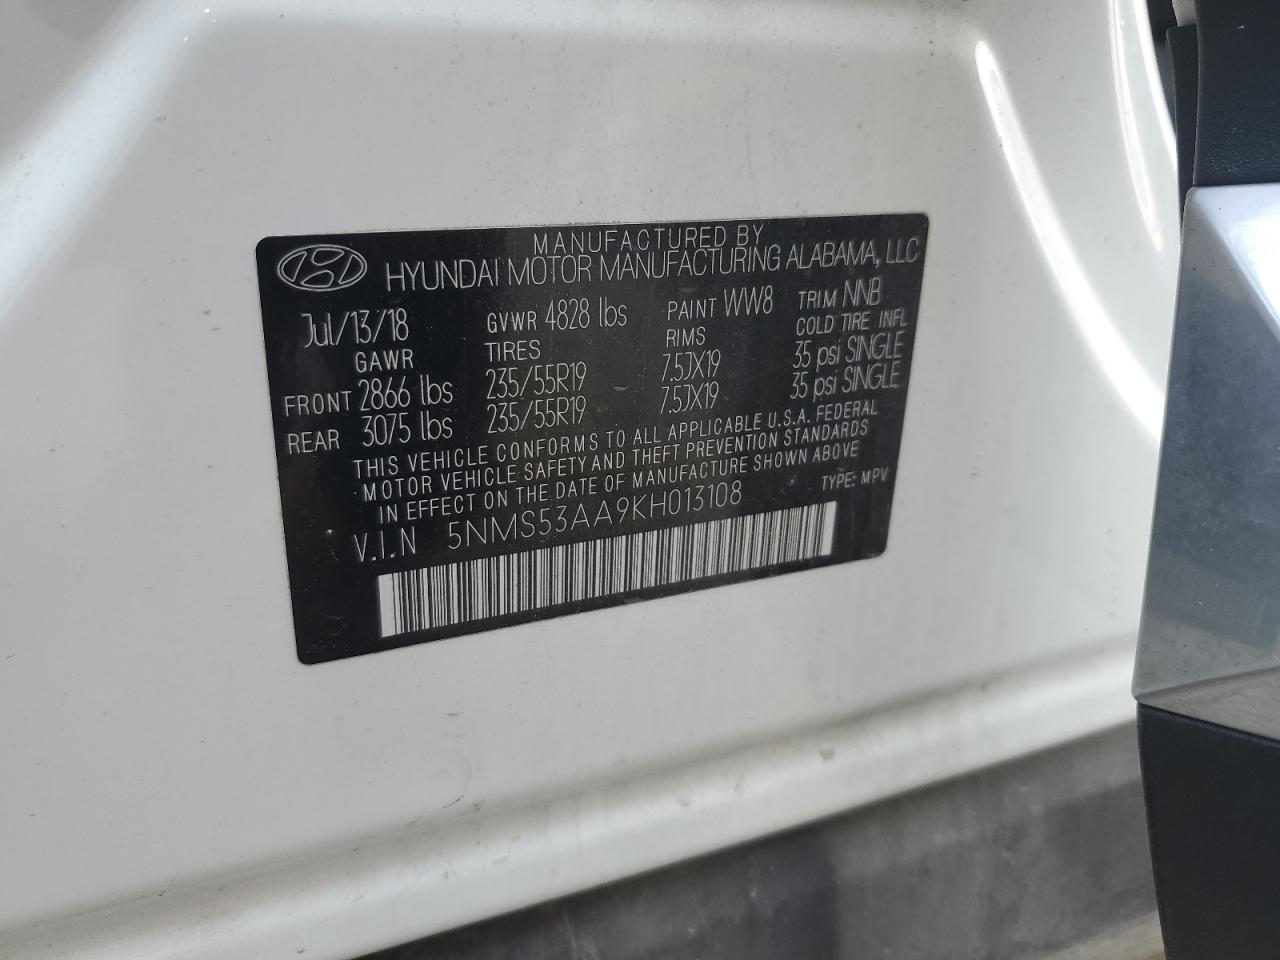 MANUFACTURED BY
HYUNDAI MOTOR MANUFACTURING ALABAMA, LLC
Jul/13/18 GVWR 4828 lbs PAINT WW8 TRIM NNB
GAWR TIRES RIMS COLD TIRE INFL
FRONT 2866 lbs 235/55R19 7.5JX19 35 psi SINGLE
REAR 3075 lbs 235/55R19 7.5JX19 35 psi SINGLE
THIS VEHICLE CONFORMS TO ALL APPLICABLE U.S.A. FEDERAL
MOTOR VEHICLE SAFETY AND THEFT PREVENTION STANDARDS
IN EFFECT ON THE DATE OF MANUFACTURE SHOWN ABOVE
V.I.N 5NMS53AA9KH013108 TYPE: MPV